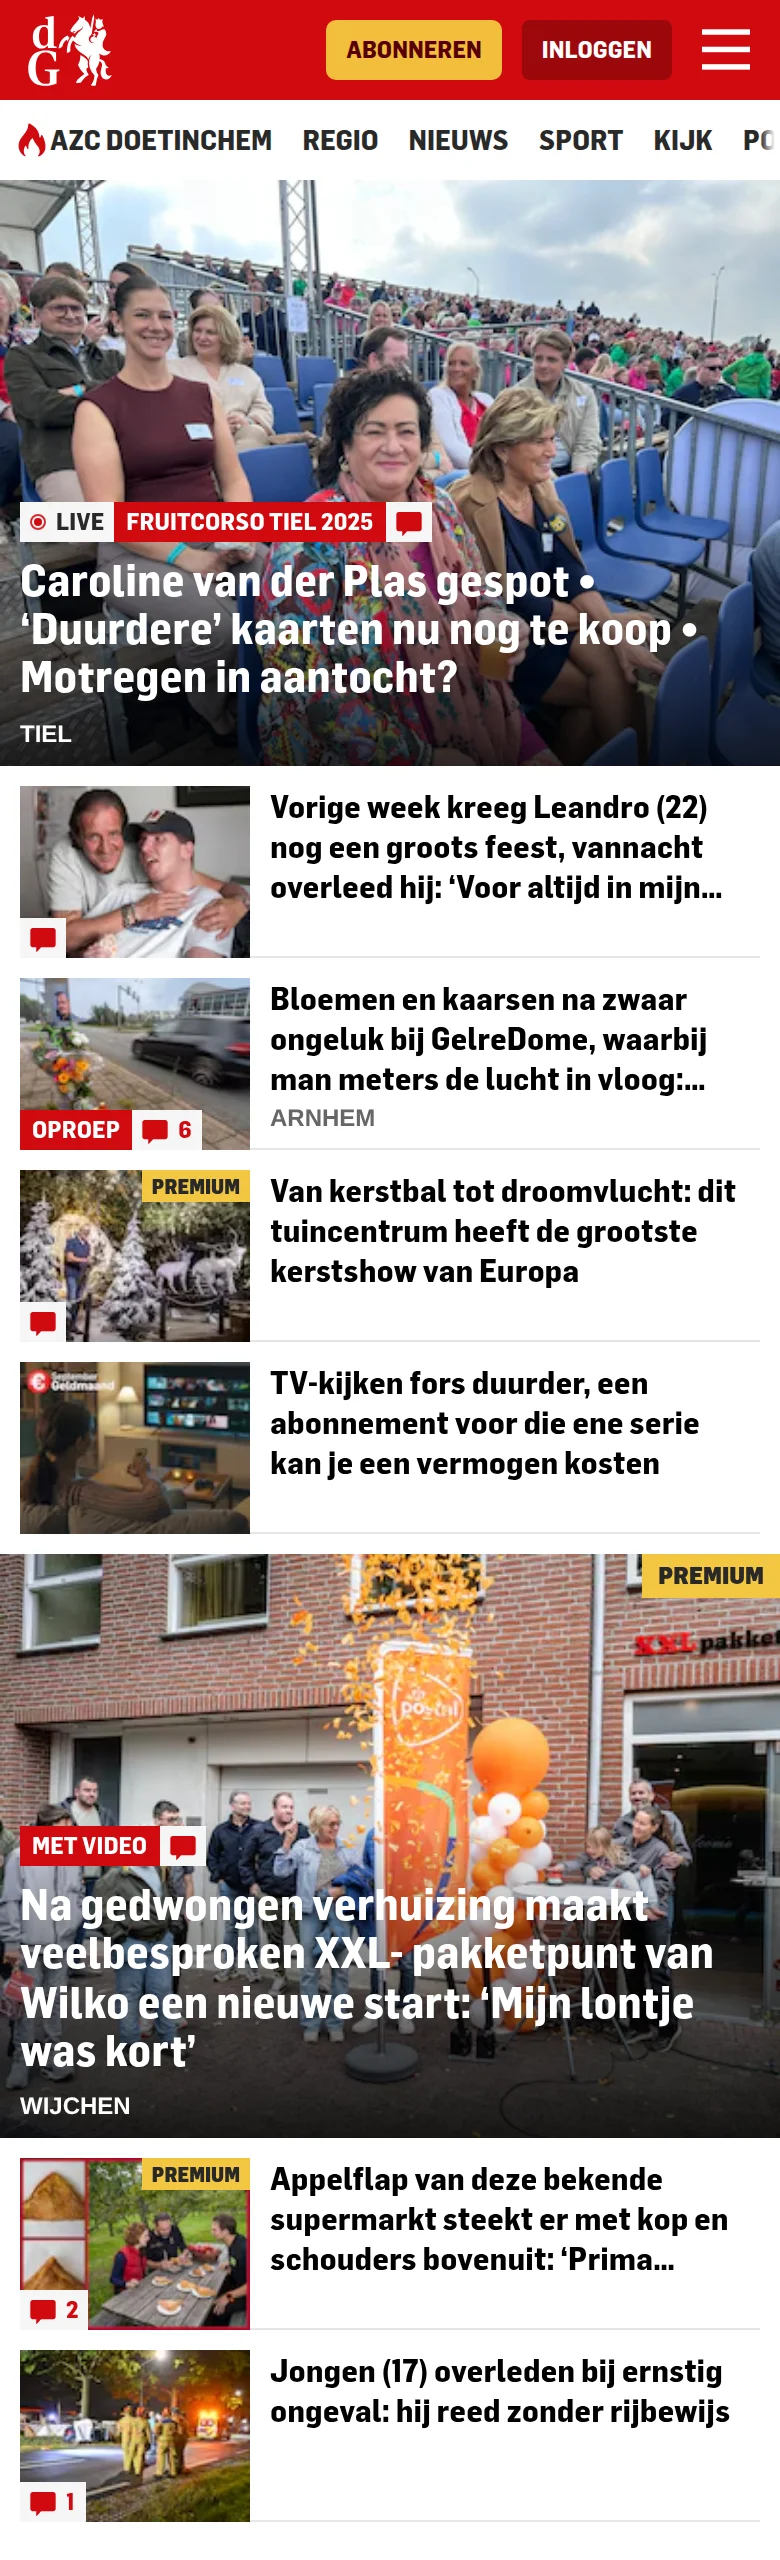 dG
ABONNEREN
INLOGGEN
AZC DOETINCHEM REGIO NIEUWS SPORT KIJK PO
LIVE FRUITCORSO TIEL 2025
Caroline van der Plas gespot •
‘Duurdere’ kaarten nu nog te koop •
Motregen in aantocht?
TIEL
Vorige week kreeg Leandro (22)
nog een groots feest, vannacht
overleed hij: ‘Voor altijd in mijn...
Bloemen en kaarsen na zwaar
ongeluk bij GelreDome, waarbij
man meters de lucht in vloog:...
ARNHEM
OPROEP 6
PREMIUM
Van kerstbal tot droomvlucht: dit
tuincentrum heeft de grootste
kerstshow van Europa
September
Geldmaand
TV-kijken fors duurder, een
abonnement voor die ene serie
kan je een vermogen kosten
PREMIUM
XXL pakket
postnl
MET VIDEO
Na gedwongen verhuizing maakt
veelbesproken XXL- pakketpunt van
Wilko een nieuwe start: ‘Mijn lontje
was kort’
WIJCHEN
PREMIUM
2
Appelflap van deze bekende
supermarkt steekt er met kop en
schouders bovenuit: ‘Prima...
Jongen (17) overleden bij ernstig
ongeval: hij reed zonder rijbewijs
1